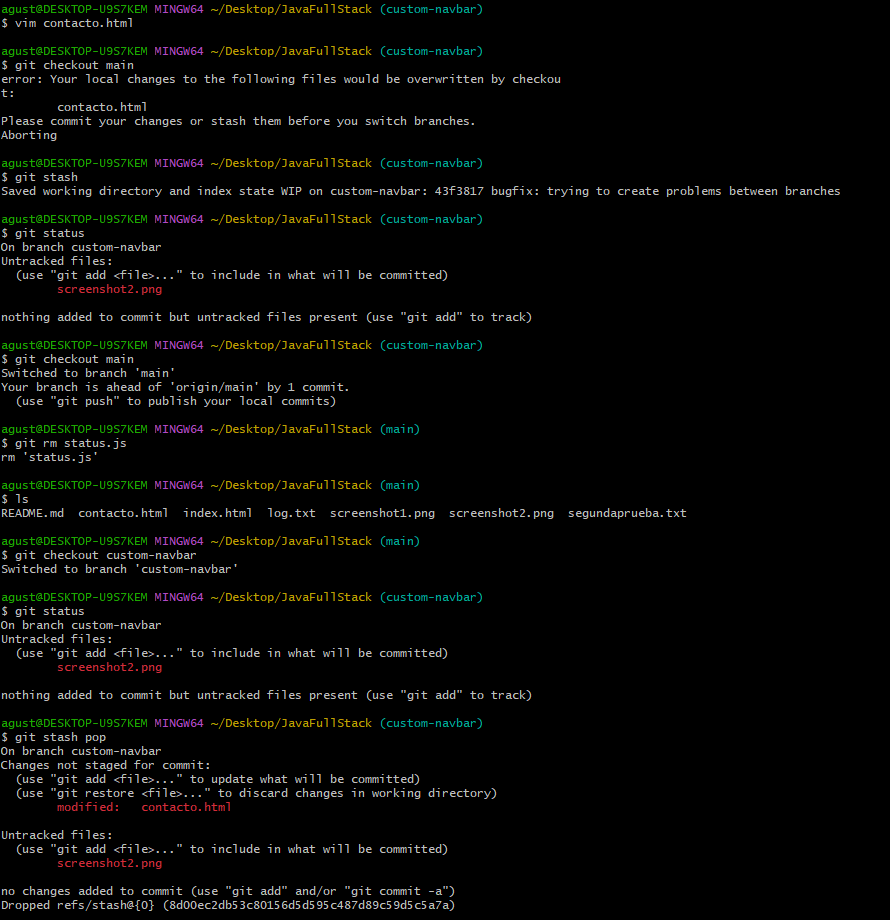 agust@DESKTOP-U9S7KEM MINGW64 ~/Desktop/JavaFullStack (custom-navbar)
$ vim contacto.html

agust@DESKTOP-U9S7KEM MINGW64 ~/Desktop/JavaFullStack (custom-navbar)
$ git checkout main
error: Your local changes to the following files would be overwritten by checkou
t:
        contacto.html
Please commit your changes or stash them before you switch branches.
Aborting

agust@DESKTOP-U9S7KEM MINGW64 ~/Desktop/JavaFullStack (custom-navbar)
$ git stash
Saved working directory and index state WIP on custom-navbar: 43f3817 bugfix: trying to create problems between branches

agust@DESKTOP-U9S7KEM MINGW64 ~/Desktop/JavaFullStack (custom-navbar)
$ git status
On branch custom-navbar
Untracked files:
  (use "git add <file>..." to include in what will be committed)
        screenshot2.png

nothing added to commit but untracked files present (use "git add" to track)

agust@DESKTOP-U9S7KEM MINGW64 ~/Desktop/JavaFullStack (custom-navbar)
$ git checkout main
Switched to branch 'main'
Your branch is ahead of 'origin/main' by 1 commit.
  (use "git push" to publish your local commits)

agust@DESKTOP-U9S7KEM MINGW64 ~/Desktop/JavaFullStack (main)
$ git rm status.js
rm 'status.js'

agust@DESKTOP-U9S7KEM MINGW64 ~/Desktop/JavaFullStack (main)
$ ls
README.md  contacto.html  index.html  log.txt  screenshot1.png  screenshot2.png  segundaprueba.txt

agust@DESKTOP-U9S7KEM MINGW64 ~/Desktop/JavaFullStack (main)
$ git checkout custom-navbar
Switched to branch 'custom-navbar'

agust@DESKTOP-U9S7KEM MINGW64 ~/Desktop/JavaFullStack (custom-navbar)
$ git status
On branch custom-navbar
Untracked files:
  (use "git add <file>..." to include in what will be committed)
        screenshot2.png

nothing added to commit but untracked files present (use "git add" to track)

agust@DESKTOP-U9S7KEM MINGW64 ~/Desktop/JavaFullStack (custom-navbar)
$ git stash pop
On branch custom-navbar
Changes not staged for commit:
  (use "git add <file>..." to update what will be committed)
  (use "git restore <file>..." to discard changes in working directory)
        modified:   contacto.html

Untracked files:
  (use "git add <file>..." to include in what will be committed)
        screenshot2.png

no changes added to commit (use "git add" and/or "git commit -a")
Dropped refs/stash@{0} (8d00ec2db53c80156d5d595c487d89c59d5c5a7a)